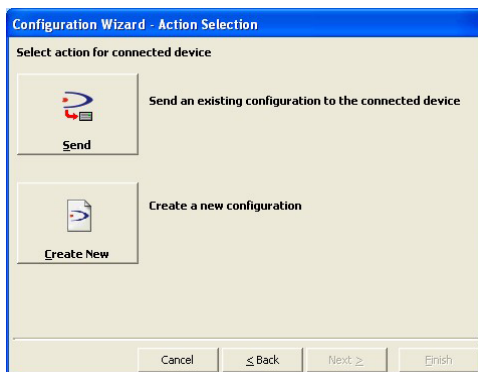 Configuration Wizard - Action Selection
Select action for connected device
Send an existing configuration to the connected device
Send
Create a new configuration
Create New
Cancel
< Back
Next >
Finish